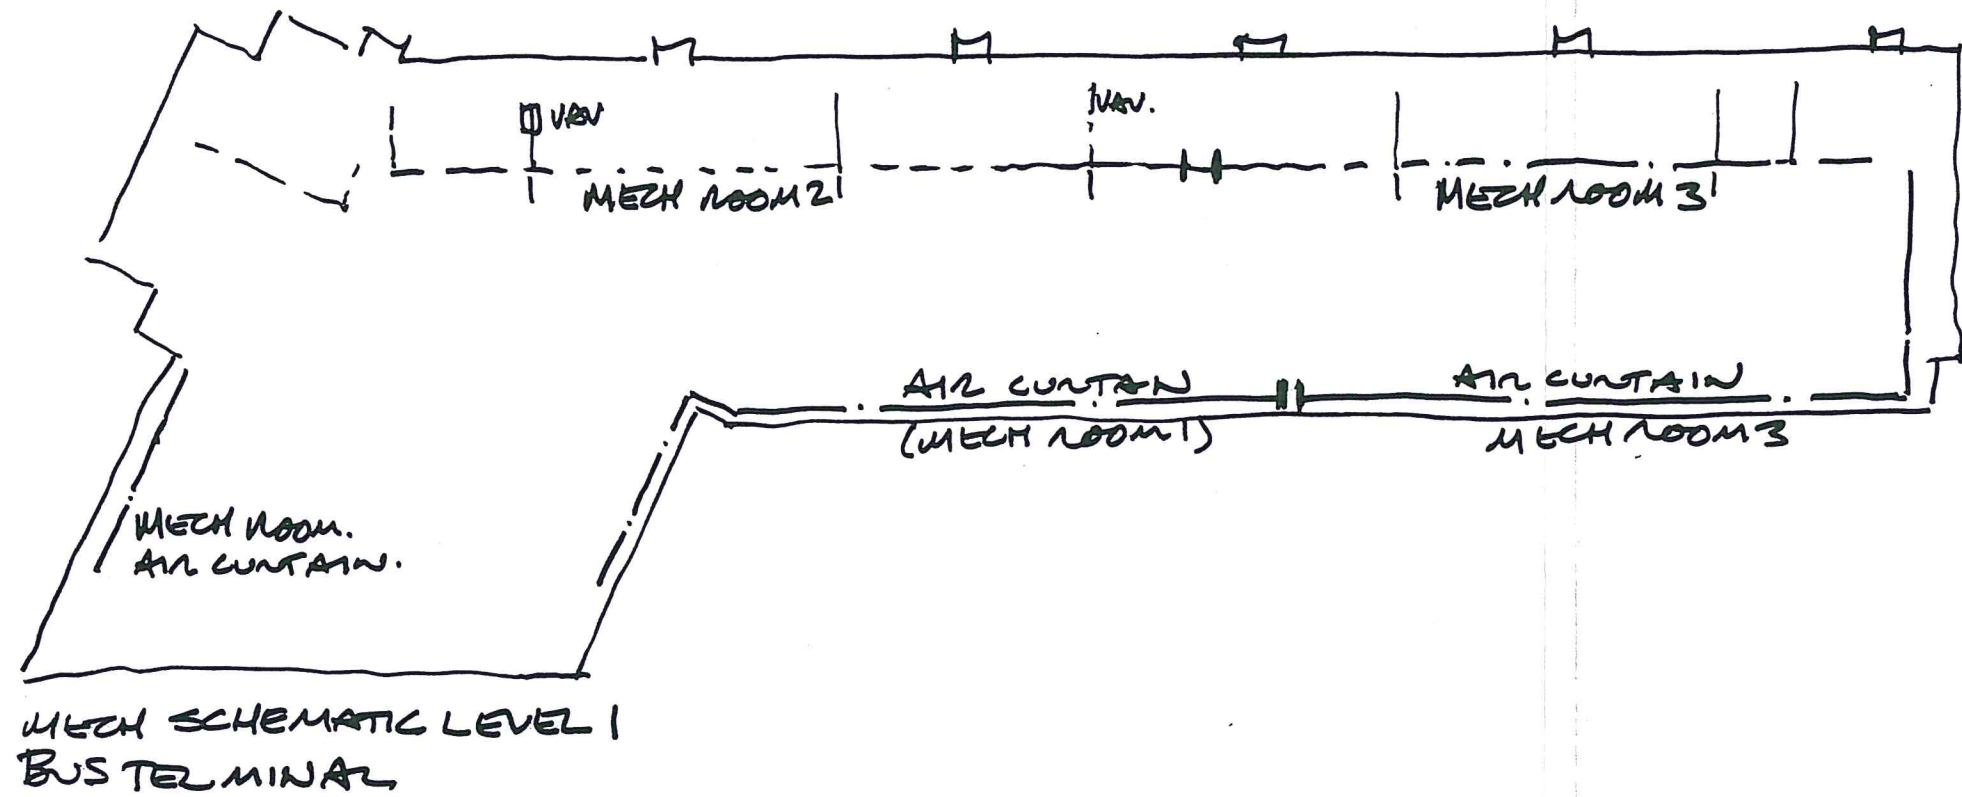 VAV
VAV.
MECH ROOM 2
MECH ROOM 3
AIR CURTAIN
AIR CURTAIN
(MECH ROOM 1)
MECH ROOM 3
MECH ROOM.
AIR CURTAIN.
MECH SCHEMATIC LEVEL 1
BUS TERMINAL